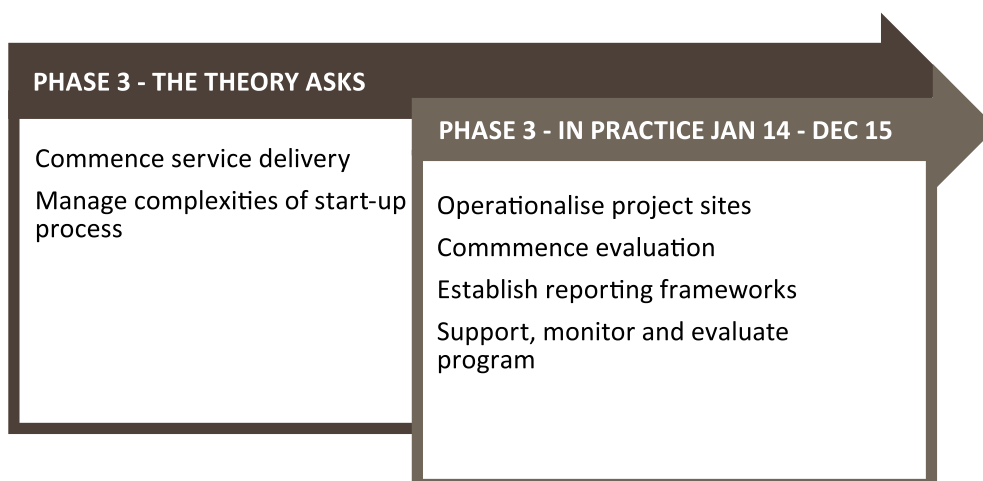 PHASE 3 - THE THEORY ASKS
Commence service delivery
Manage complexities of start-up
process
PHASE 3 - IN PRACTICE JAN 14 - DEC 15
Operationalise project sites
Commmence evaluation
Establish reporting frameworks
Support, monitor and evaluate
program